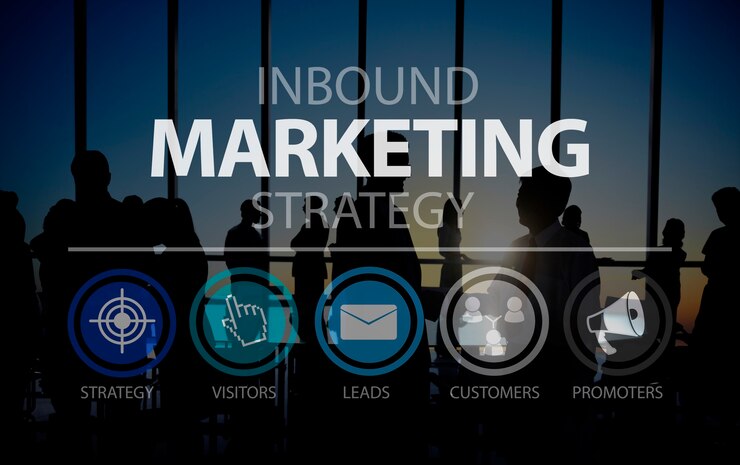 INBOUND
MARKETING
STRATEGY
STRATEGY VISITORS LEADS CUSTOMERS PROMOTERS